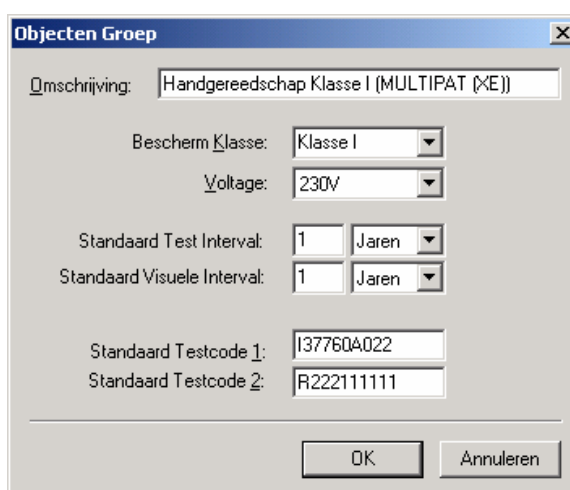 Objecten Groep
Omschrijving: Handgereedschap Klasse I (MULTIPAT (XE))
Bescherm Klasse: Klasse I
Voltage: 230V
Standaard Test Interval: 1 Jaren
Standaard Visuele Interval: 1 Jaren
Standaard Testcode 1: I37760A022
Standaard Testcode 2: R222111111
OK Annuleren